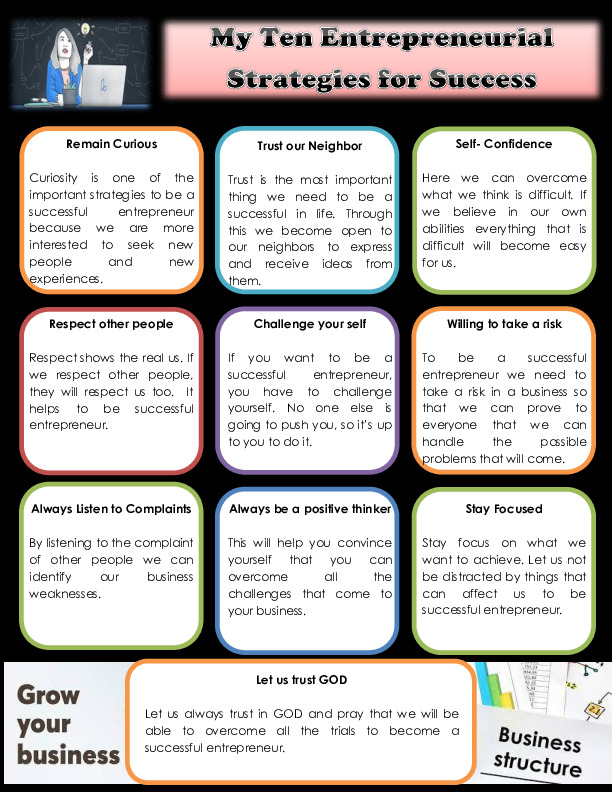 My Ten Entrepreneurial
Strategies for Success
Remain Curious
Curiosity is one of the
important strategies to be a
successful entrepreneur
because we are more
interested to seek new
people and new
experiences.
Trust our Neighbor
Trust is the most important
thing we need to be a
successful in life. Through
this we become open to
our neighbors to express
and receive ideas from
them.
Self- Confidence
Here we can overcome
what we think is difficult. If
we believe in our own
abilities everything that is
difficult will become easy
for us.
Respect other people
Respect shows the real us. If
we respect other people,
they will respect us too. It
helps to be successful
entrepreneur.
Challenge your self
If you want to be a
successful entrepreneur,
you have to challenge
yourself. No one else is
going to push you, so it's up
to you to do it.
Willing to take a risk
To be a successful
entrepreneur we need to
take a risk in a business so
that we can prove to
everyone that we can
handle the possible
problems that will come.
Always Listen to Complaints
By listening to the complaint
of other people we can
identify our business
weaknesses.
Always be a positive thinker
This will help you convince
yourself that you can
overcome all the
challenges that come to
your business.
Stay Focused
Stay focus on what we
want to achieve. Let us not
be distracted by things that
can affect us to be
successful entrepreneur.
Grow
your
business
Let us trust GOD
Let us always trust in GOD and pray that we will be
able to overcome all the trials to become a
successful entrepreneur.
Business
structure